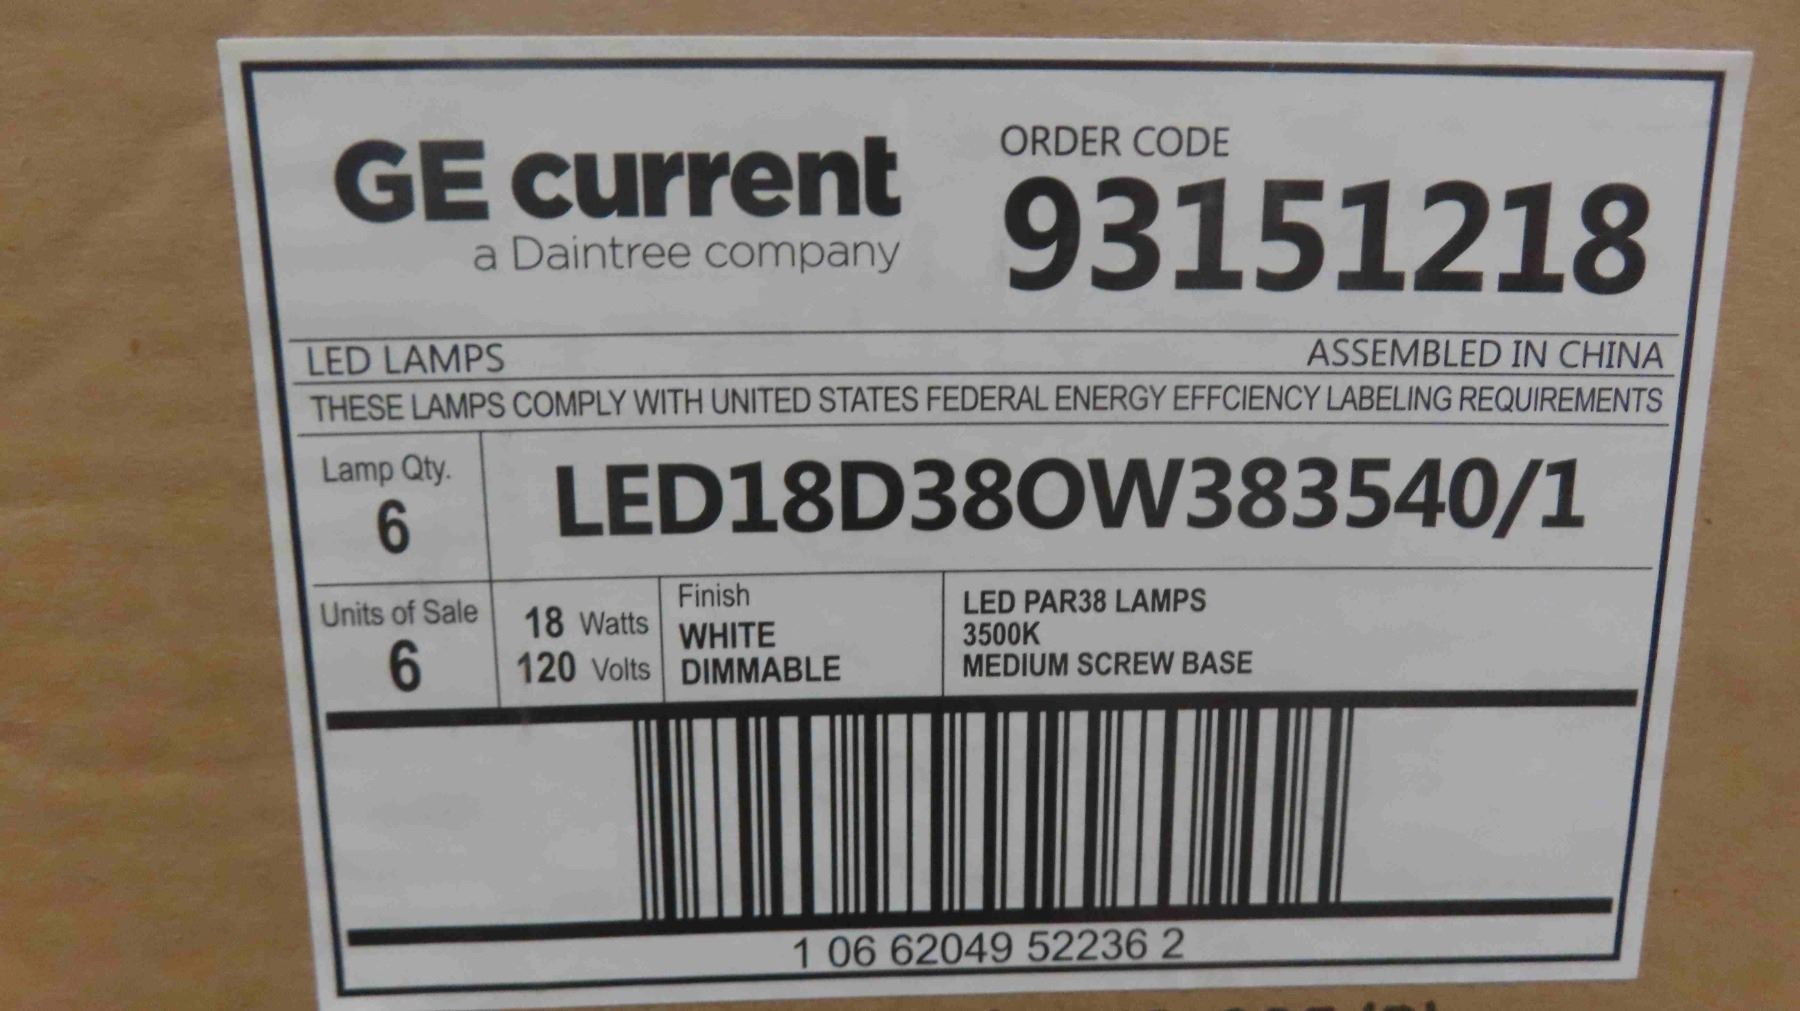 GE current
a Daintree company
ORDER CODE
93151218
LED LAMPS
ASSEMBLED IN CHINA
THESE LAMPS COMPLY WITH UNITED STATES FEDERAL ENERGY EFFCIENCY LABELING REQUIREMENTS
Lamp Qty.
6
LED18D38OW383540/1
Units of Sale
6
18 Watts
120 Volts
Finish
WHITE
DIMMABLE
LED PAR38 LAMPS
3500K
MEDIUM SCREW BASE
1 06 62049 52236 2